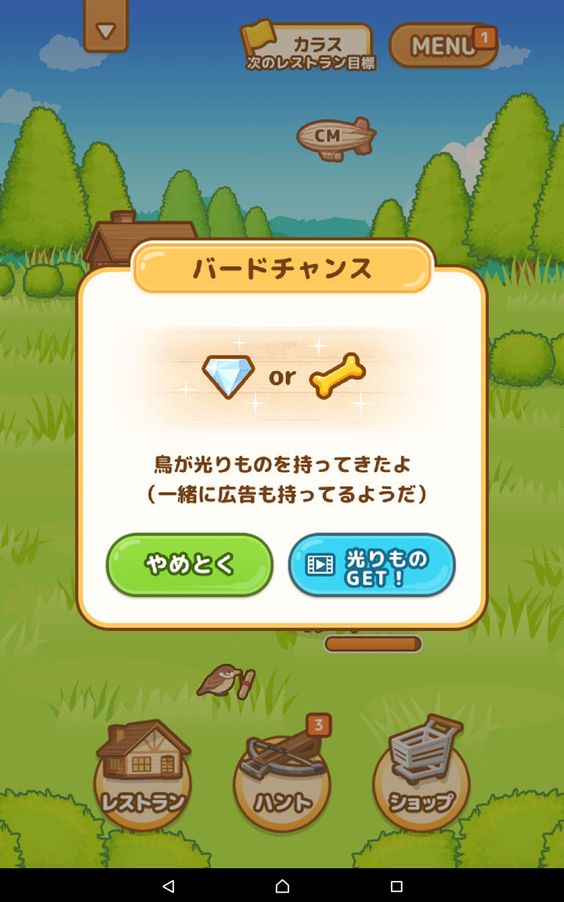 カラス
次のレストラン目標
MENU
1
CM
バードチャンス
or
鳥が光りものを持ってきたよ
(一緒に広告も持ってるようだ)
やめとく
光りもの
GET!
3
レストラン
ハント
ショップ